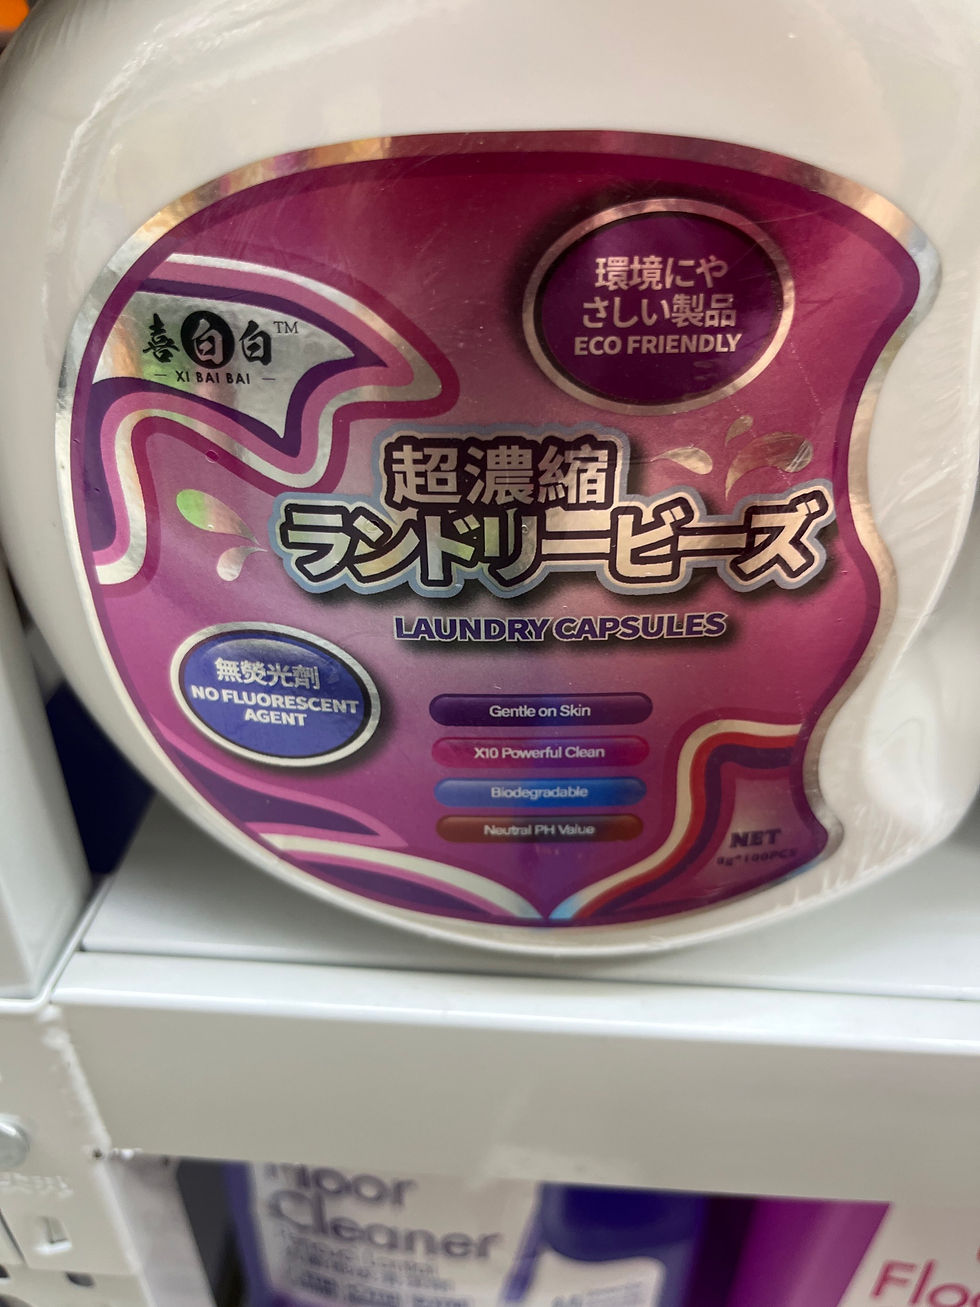 環境にや
さしい製品
ECO FRIENDLY
喜白白™
XI BAI BAI
超濃縮
ランドリービーズ
LAUNDRY CAPSULES
無熒光劑
NO FLUORESCENT
AGENT
Gentle on Skin
X10 Powerful Clean
Biodegradable
Neutral PH Value
NET
8g*100PCS
Floor
Cleaner